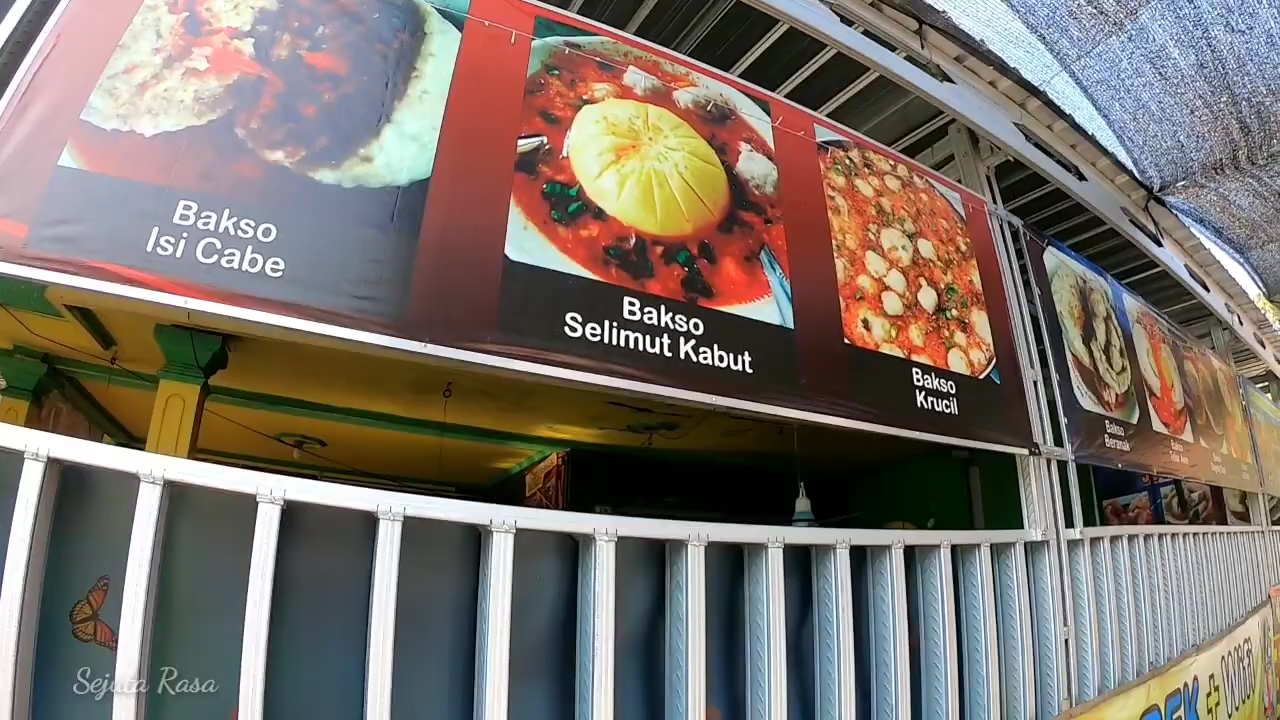 Bakso
Isi Cabe
Bakso
Selimut Kabut
Bakso
Krucil
Bakso
Beranak
Sejuta Rasa